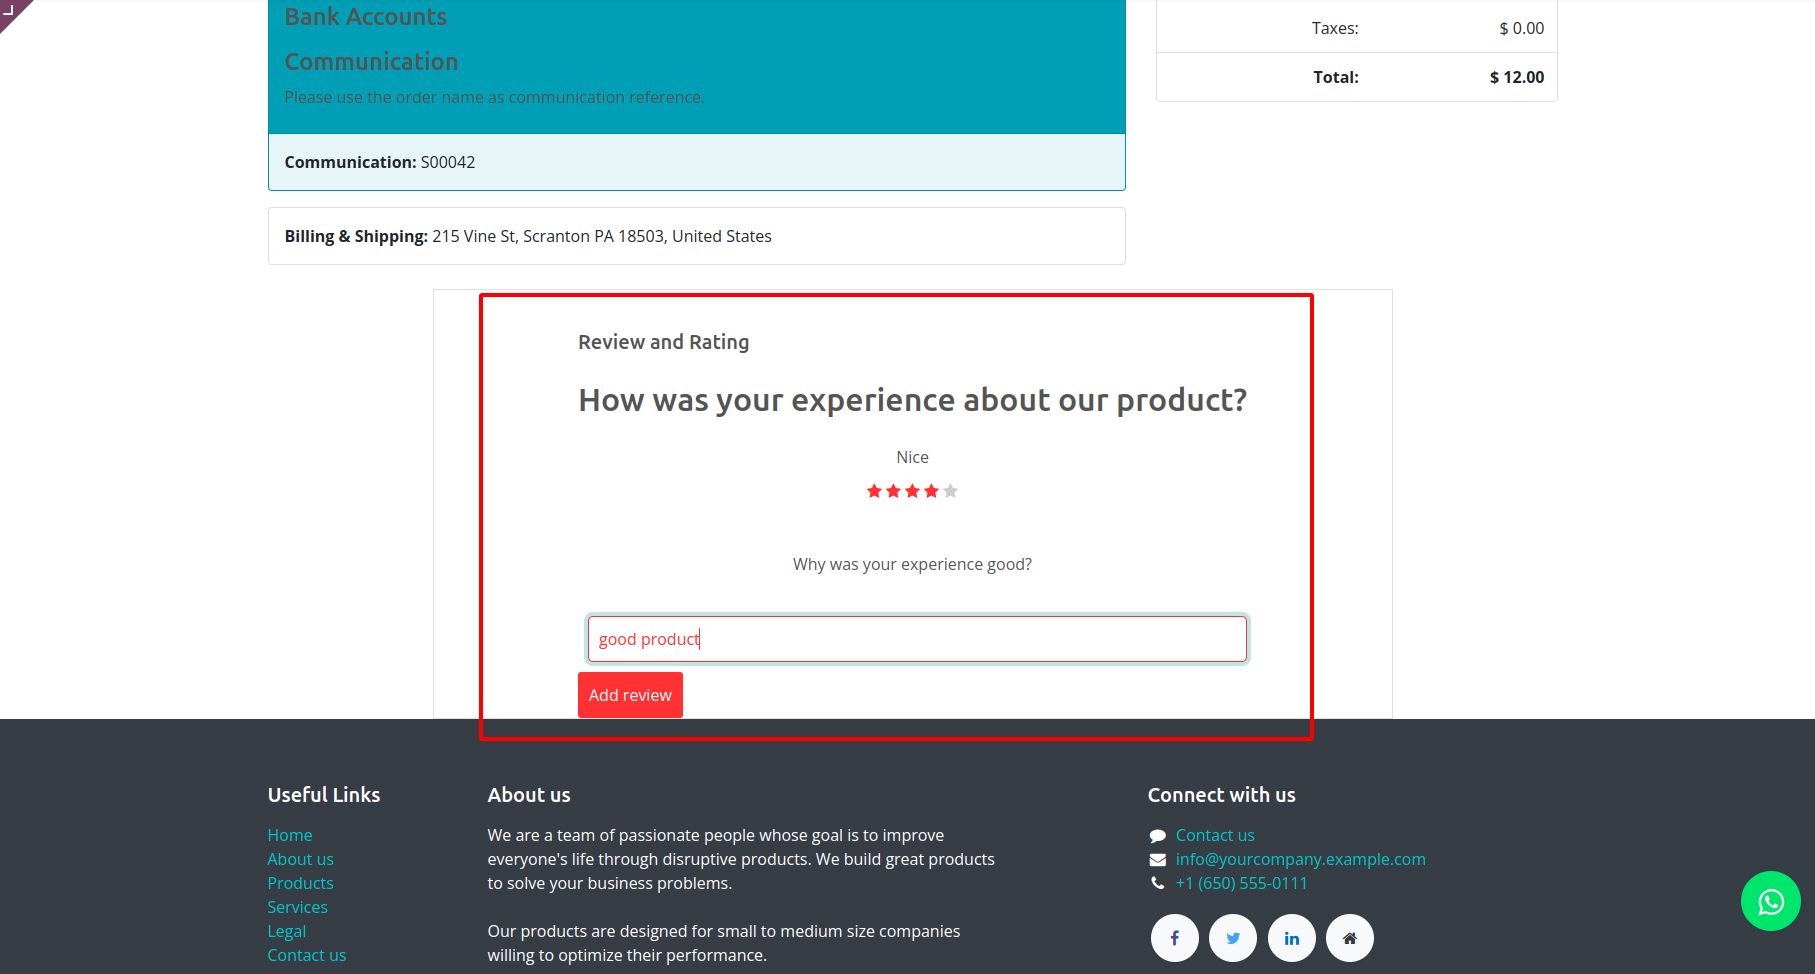 Bank Accounts
Communication
Please use the order name as communication reference.
Communication: S00042
Billing & Shipping: 215 Vine St, Scranton PA 18503, United States
Taxes: $ 0.00
Total: $ 12.00
Review and Rating
How was your experience about our product?
Nice
Why was your experience good?
good product
Add review
Useful Links
Home
About us
Products
Services
Legal
Contact us
About us
We are a team of passionate people whose goal is to improve
everyone's life through disruptive products. We build great products
to solve your business problems.
Our products are designed for small to medium size companies
willing to optimize their performance.
Connect with us
Contact us
info@yourcompany.example.com
+1 (650) 555-0111